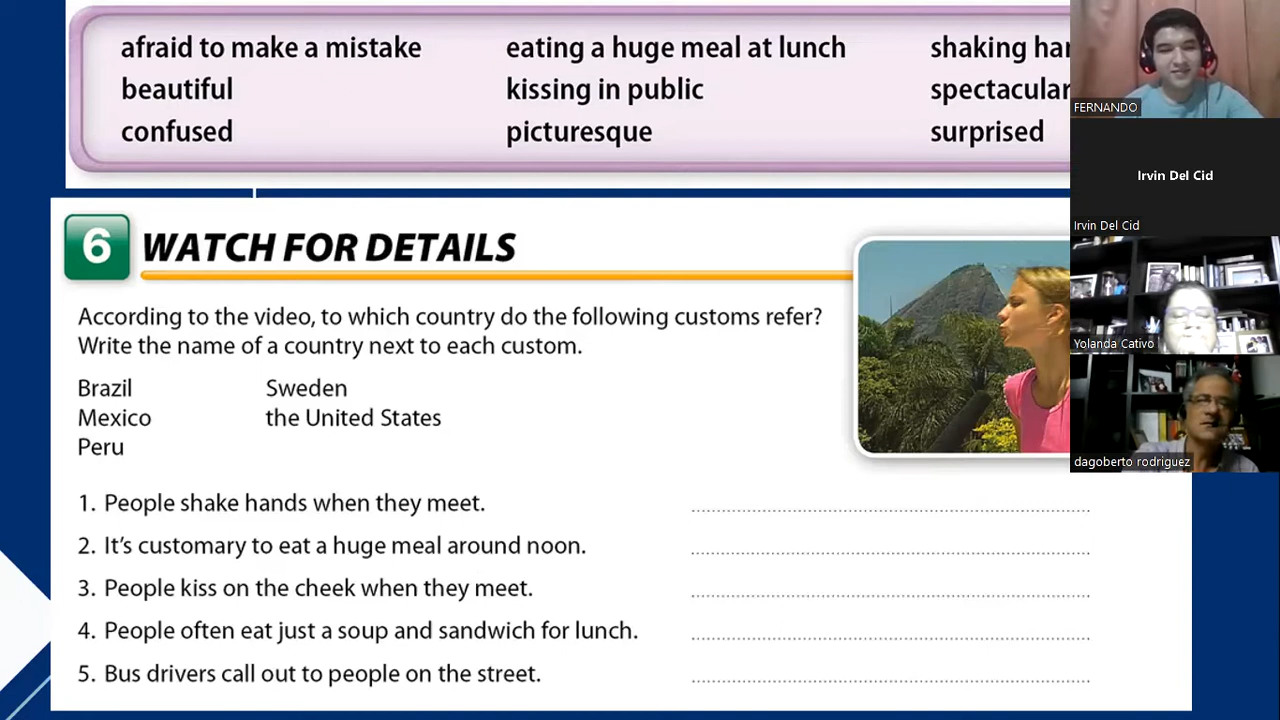 afraid to make a mistake
eating a huge meal at lunch
shaking
beautiful
kissing in public
spectacular
confused
picturesque
surprised
6 WATCH FOR DETAILS
According to the video, to which country do the following customs refer?
Write the name of a country next to each custom.
Brazil
Sweden
Mexico
the United States
Peru
1. People shake hands when they meet.
2. It's customary to eat a huge meal around noon.
3. People kiss on the cheek when they meet.
4. People often eat just a soup and sandwich for lunch.
5. Bus drivers call out to people on the street.
FERNANDO
Irvin Del Cid
Irvin Del Cid
Yolanda Cativo
dagoberto rodriguez